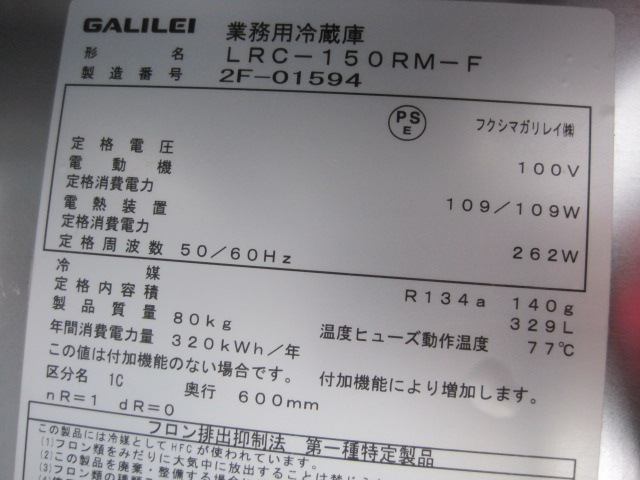 GALILEI 業務用冷蔵庫
形名 LRC-150RM-F
製造番号 2F-01594
PS E フクシマガリレイ㈱
定格電圧 100V
電動機
定格消費電力 109/109W
電熱装置
定格消費電力 262W
定格周波数 50/60Hz
冷媒 R134a 140g
定格内容積 329L
製品質量 80kg 温度ヒューズ動作温度 77℃
年間消費電力量 320kWh/年
この値は付加機能のない場合です。 付加機能により増加します。
区分名 1C 奥行 600mm
nR=1 dR=0
フロン排出抑制法 第一種特定製品
この製品には冷媒としてHFCが使われています。
(1)フロン類をみだりに大気中に放出することは禁じら
(2)この製品を廃棄・整備する場合に
(3)フロン類の種類